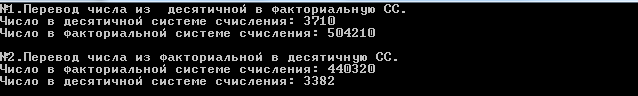 №1.Перевод числа из  десятичной в факториальную СС.
Число в десятичной системе счисления: 3710
Число в факториальной системе счисления: 504210
№2.Перевод числа из факториальной в десятичную СС.
Число в факториальной системе счисления: 440320
Число в десятичной системе счисления: 3382